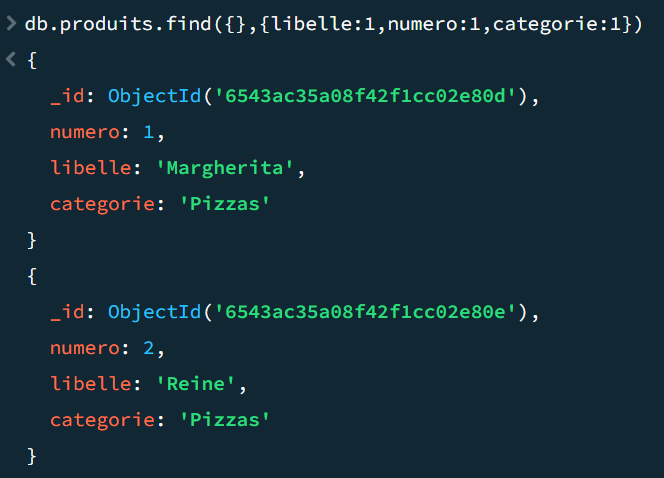 > db.produits.find({},{libelle:1,numero:1,categorie:1})
< {
_id: ObjectId('6543ac35a08f42f1cc02e80d'),
numero: 1,
libelle: 'Margherita',
categorie: 'Pizzas'
}
{
_id: ObjectId('6543ac35a08f42f1cc02e80e'),
numero: 2,
libelle: 'Reine',
categorie: 'Pizzas'
}